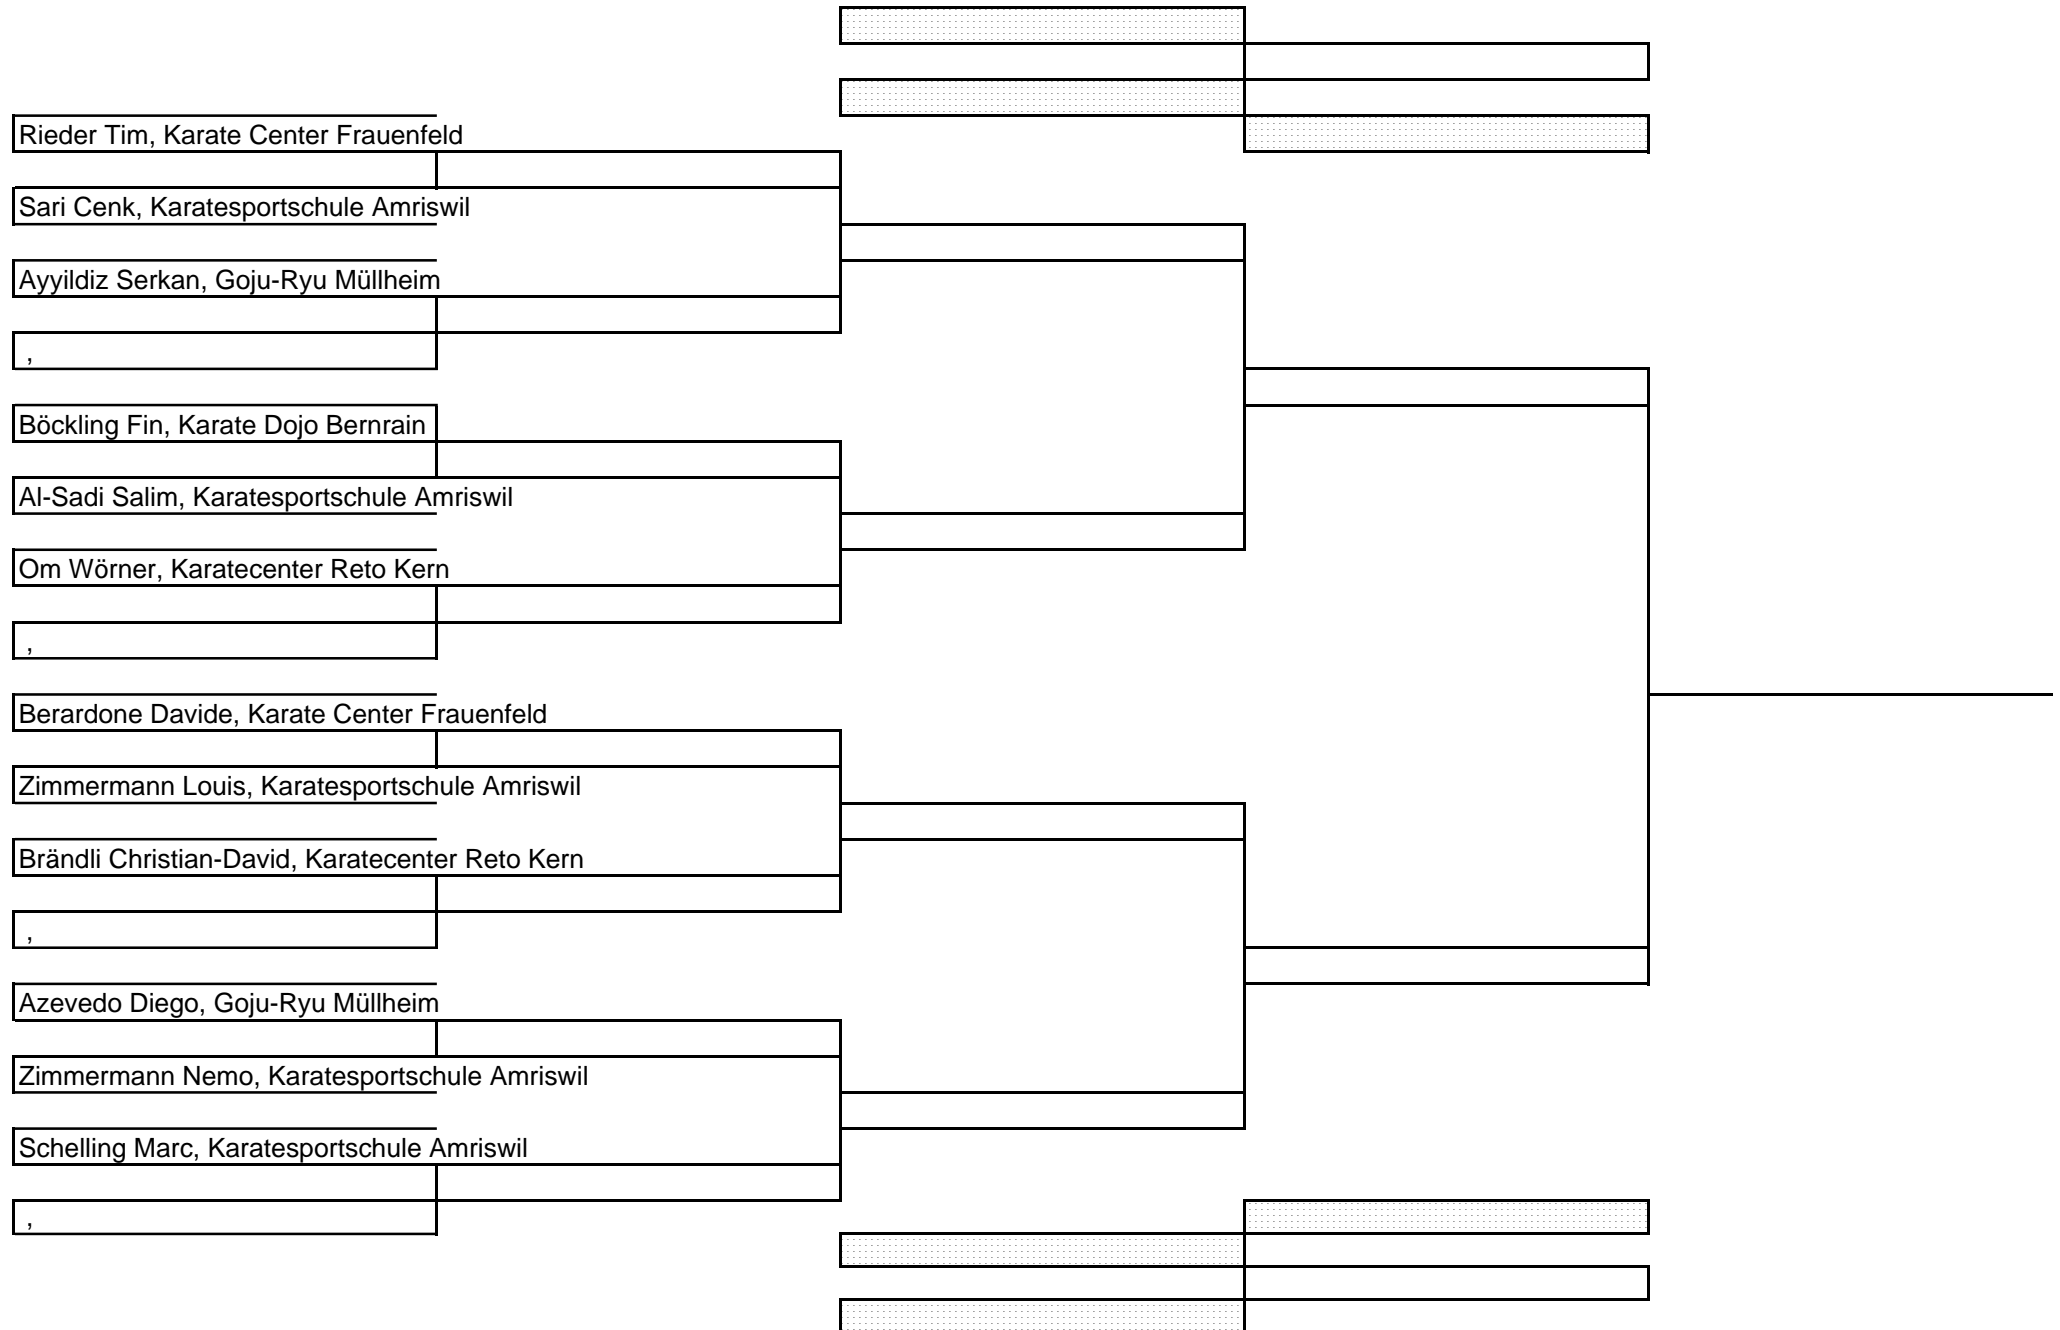 Rieder Tim, Karate Center Frauenfeld
Sari Cenk, Karatesportschule Amriswil
Ayyildiz Serkan, Goju-Ryu Müllheim
,
Böckling Fin, Karate Dojo Bernrain
Al-Sadi Salim, Karatesportschule Amriswil
Om Wörner, Karatecenter Reto Kern
,
Berardone Davide, Karate Center Frauenfeld
Zimmermann Louis, Karatesportschule Amriswil
Brändli Christian-David, Karatecenter Reto Kern
,
Azevedo Diego, Goju-Ryu Müllheim
Zimmermann Nemo, Karatesportschule Amriswil
Schelling Marc, Karatesportschule Amriswil
,